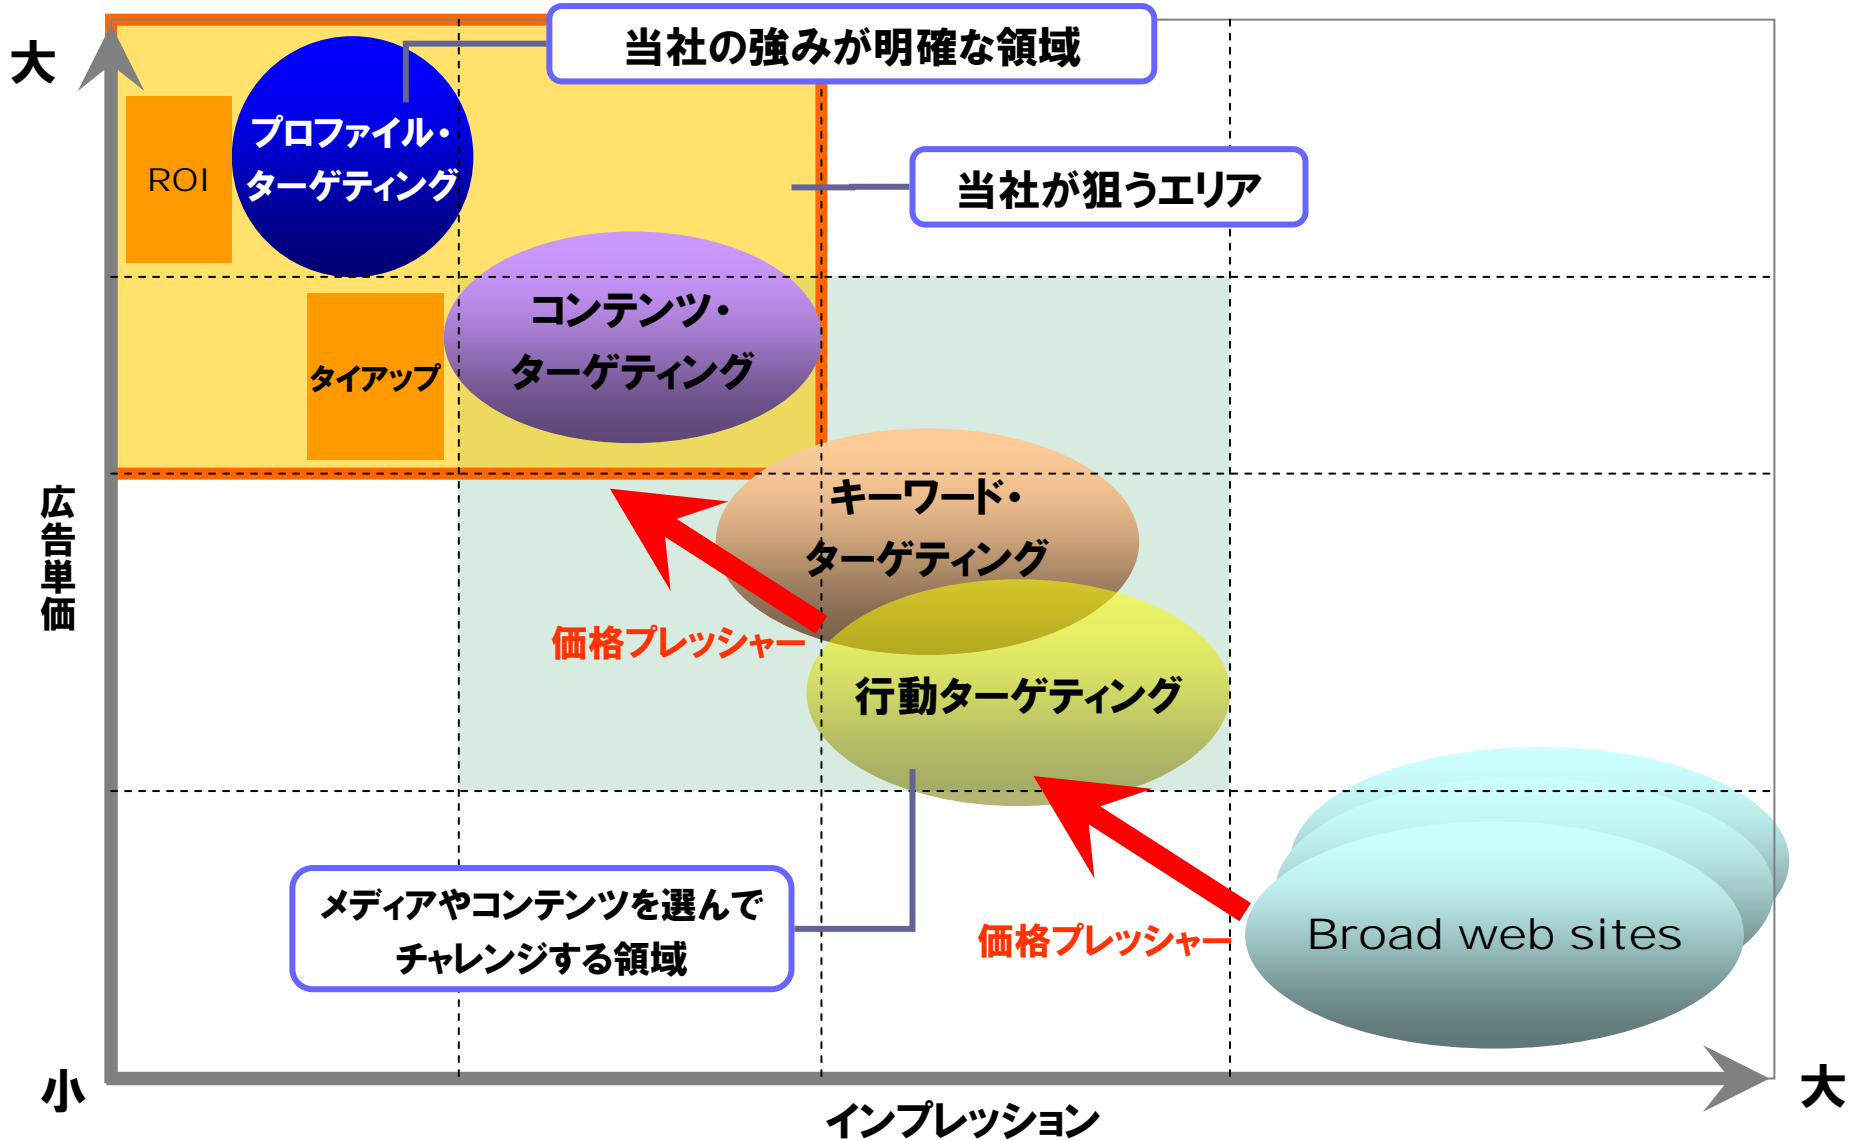 大
当社の強みが明確な領域
プロファイル・
ターゲティング
ROI
当社が狙うエリア
コンテンツ・
ターゲティング
タイアップ
キーワード・
ターゲティング
広告単価
価格プレッシャー
行動ターゲティング
メディアやコンテンツを選んで
チャレンジする領域
価格プレッシャー
Broad web sites
小
インプレッション
大